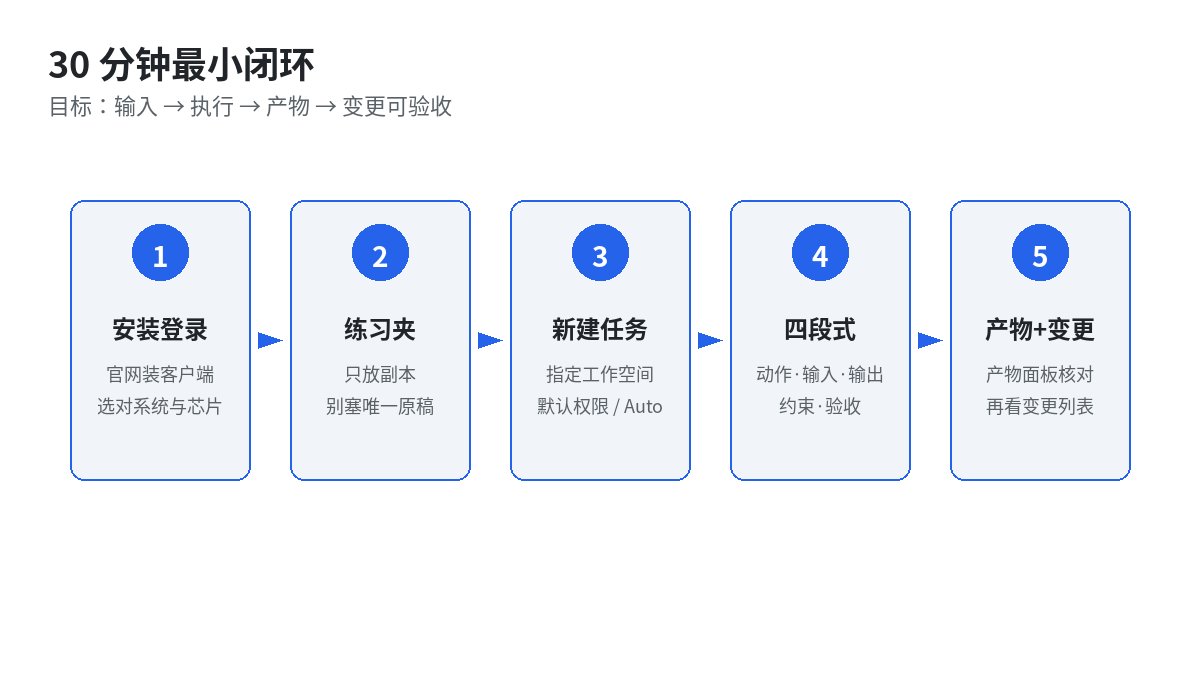 30 分钟最小闭环
目标：输入 → 执行 → 产物 → 变更可验收
1
安装登录
官网装客户端
选对系统与芯片
2
练习夹
只放副本
别塞唯一原稿
3
新建任务
指定工作空间
默认权限 / Auto
4
四段式
动作·输入·输出
约束·验收
5
产物+变更
产物面板核对
再看变更列表